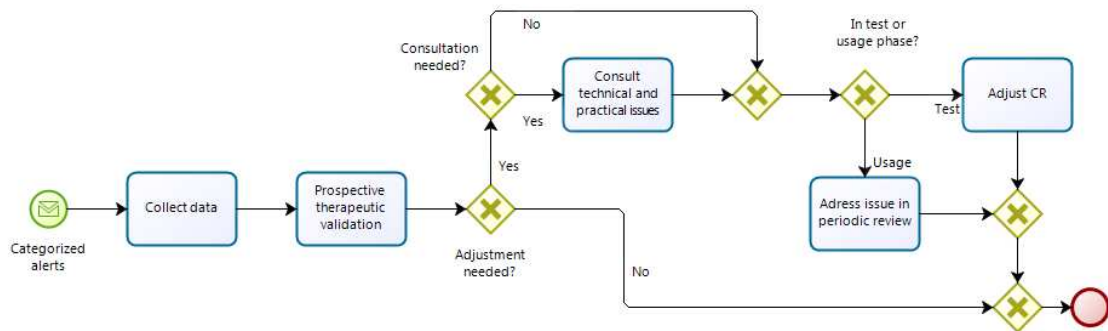 No
In test or
usage phase?
Consultation
needed?
Consult
technical and
practical issues
Adjust CR
Yes
Test
Yes
Usage
Collect data
Prospective
therapeutic
validation
Adress issue in
periodic review
Categorized
alerts
Adjustment
needed?
No